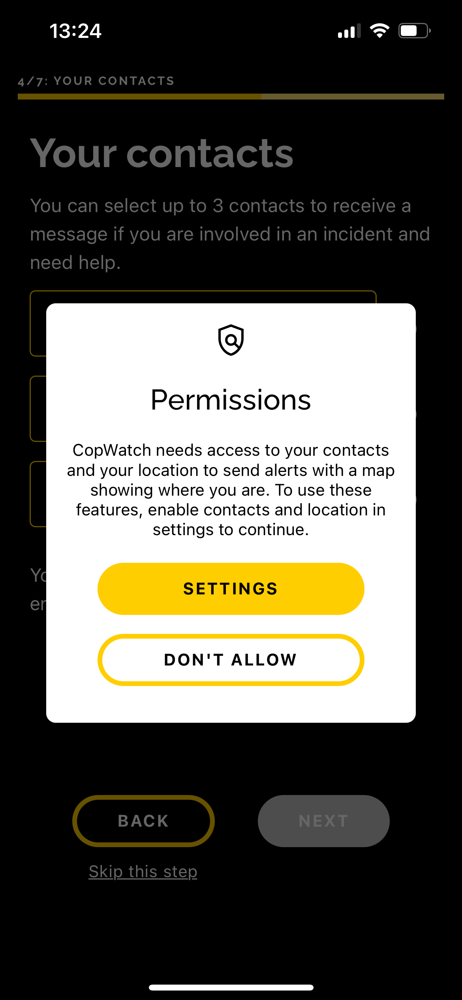 13:24
4/7: YOUR CONTACTS
Your contacts
You can select up to 3 contacts to receive a
message if you are involved in an incident and
need help.
Permissions
CopWatch needs access to your contacts
and your location to send alerts with a map
showing where you are. To use these
features, enable contacts and location in
settings to continue.
SETTINGS
DON'T ALLOW
BACK
NEXT
Skip this step